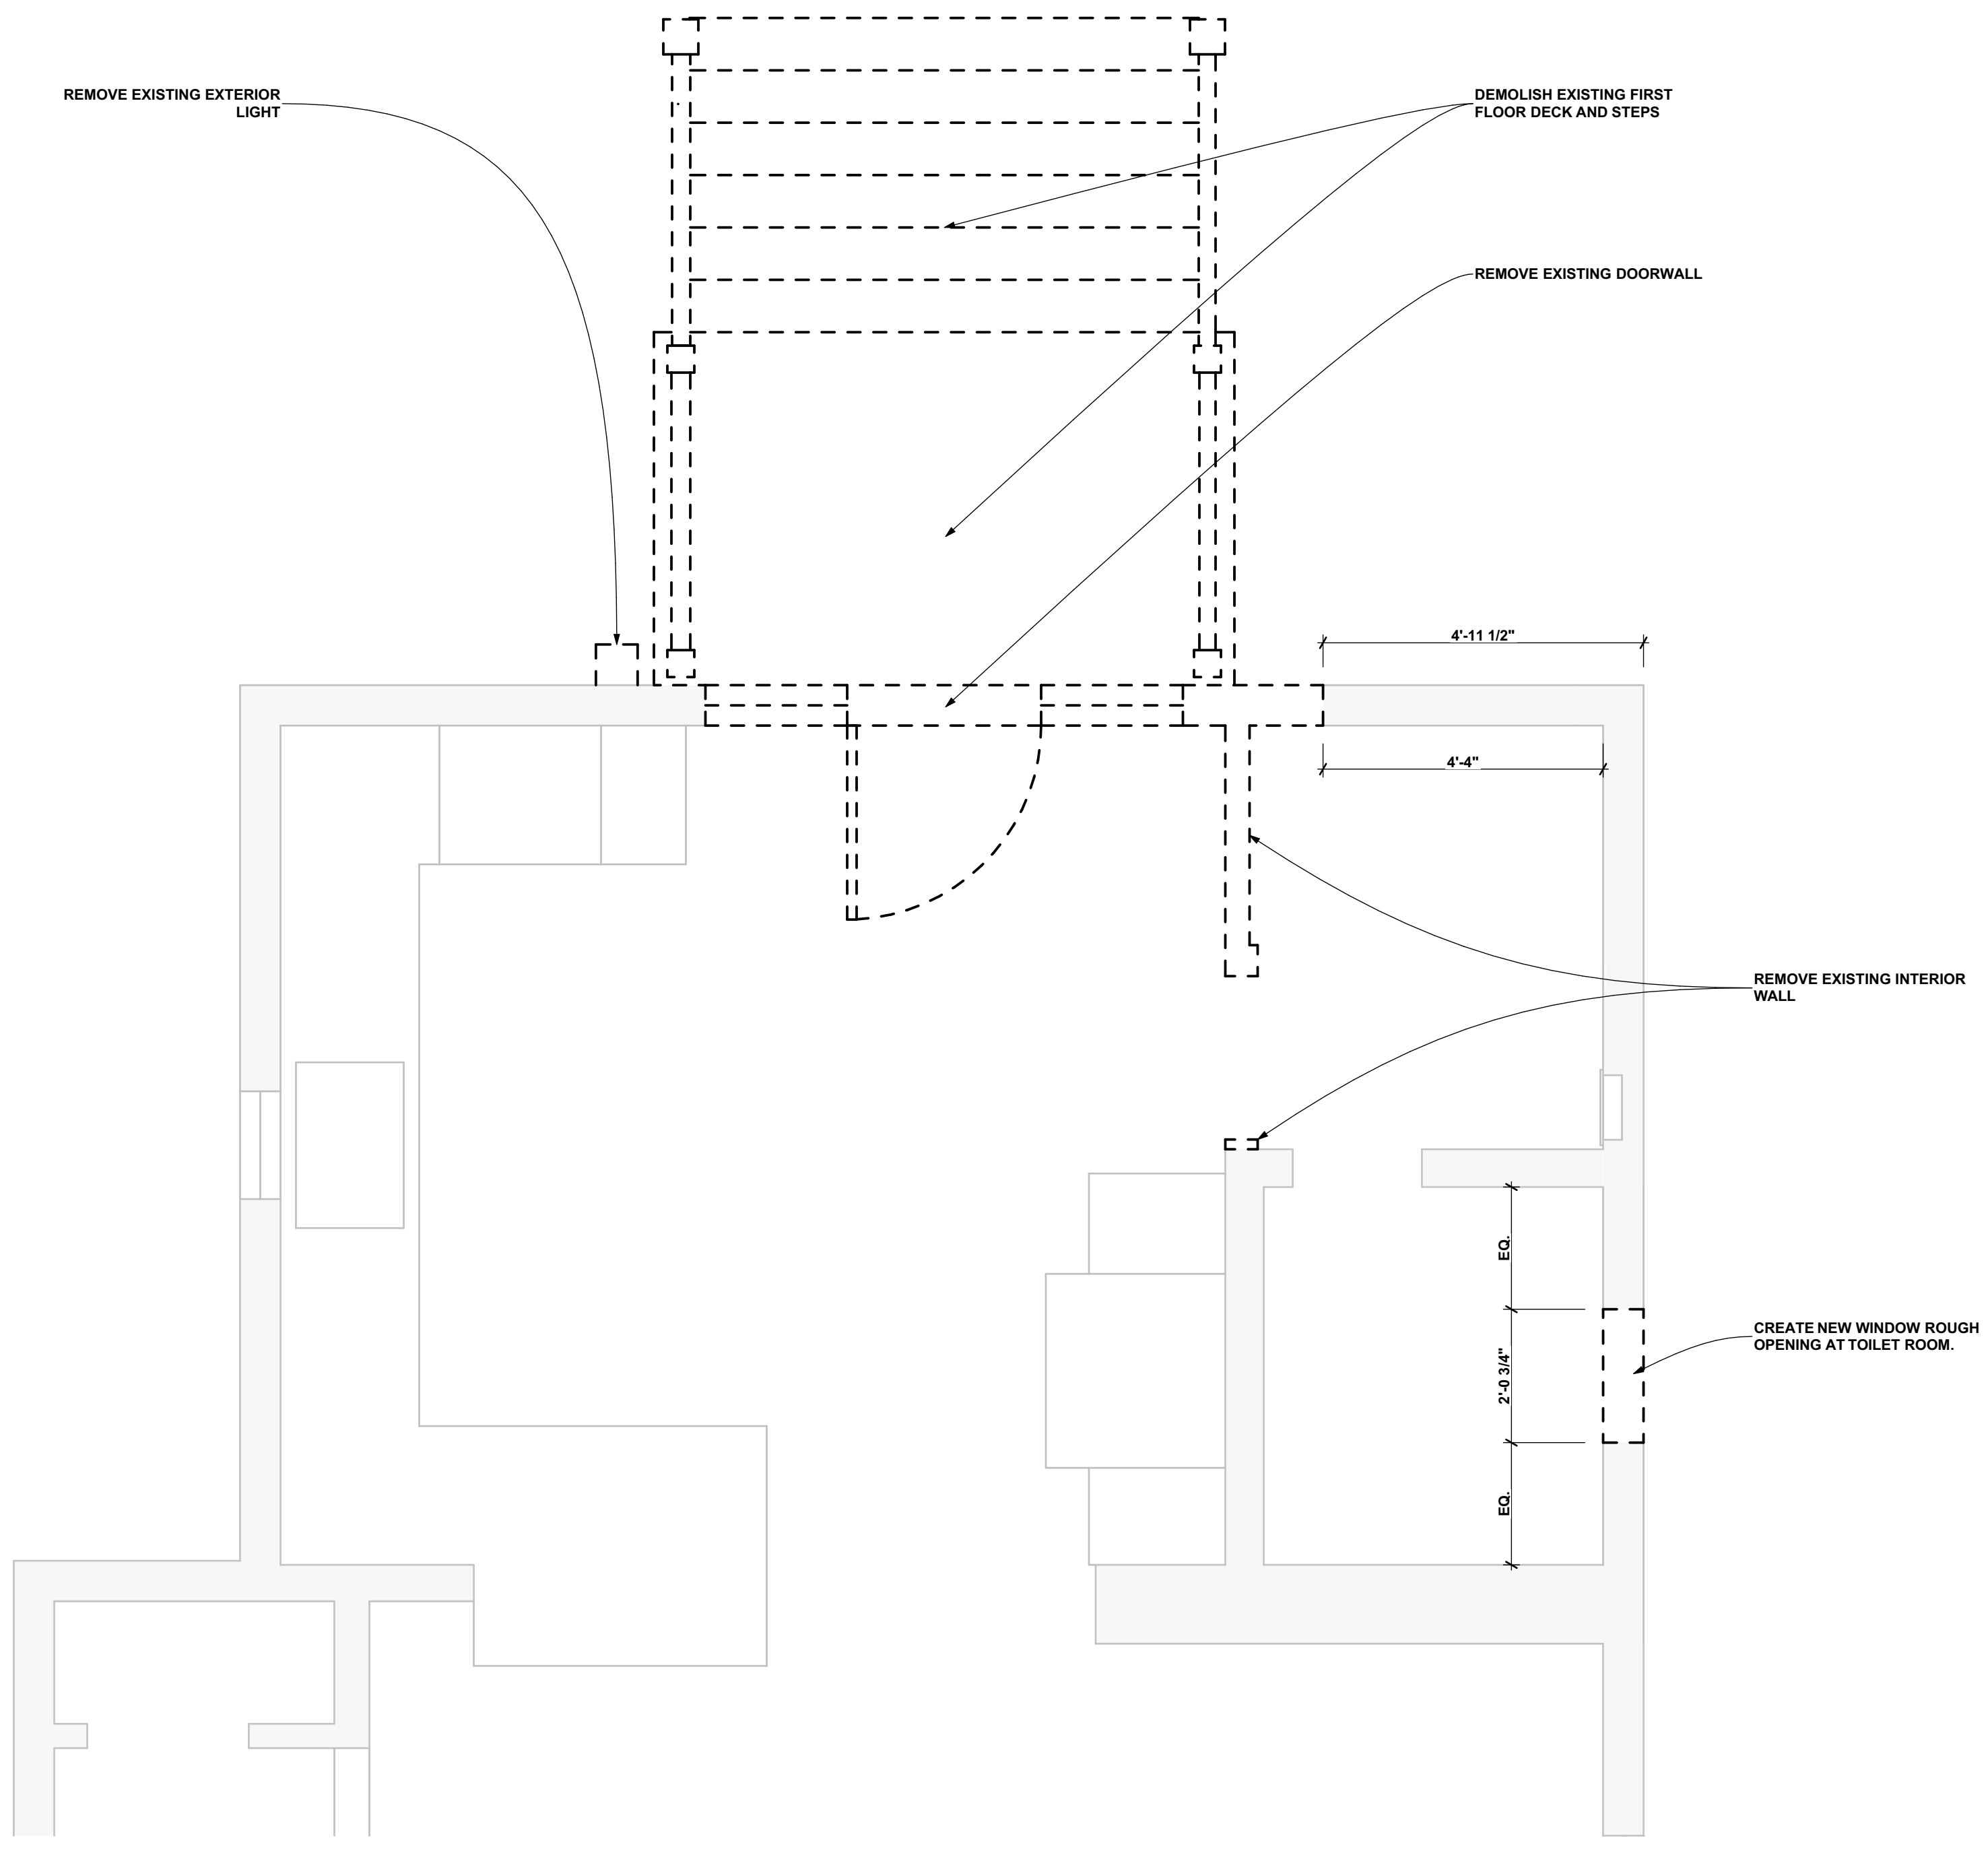 REMOVE EXISTING EXTERIOR
LIGHT
DEMOLISH EXISTING FIRST
FLOOR DECK AND STEPS
REMOVE EXISTING DOORWALL
4'-11 1/2"
4'-4"
REMOVE EXISTING INTERIOR
WALL
EQ.
CREATE NEW WINDOW ROUGH
OPENING AT TOILET ROOM.
2'-0 3/4"
EQ.